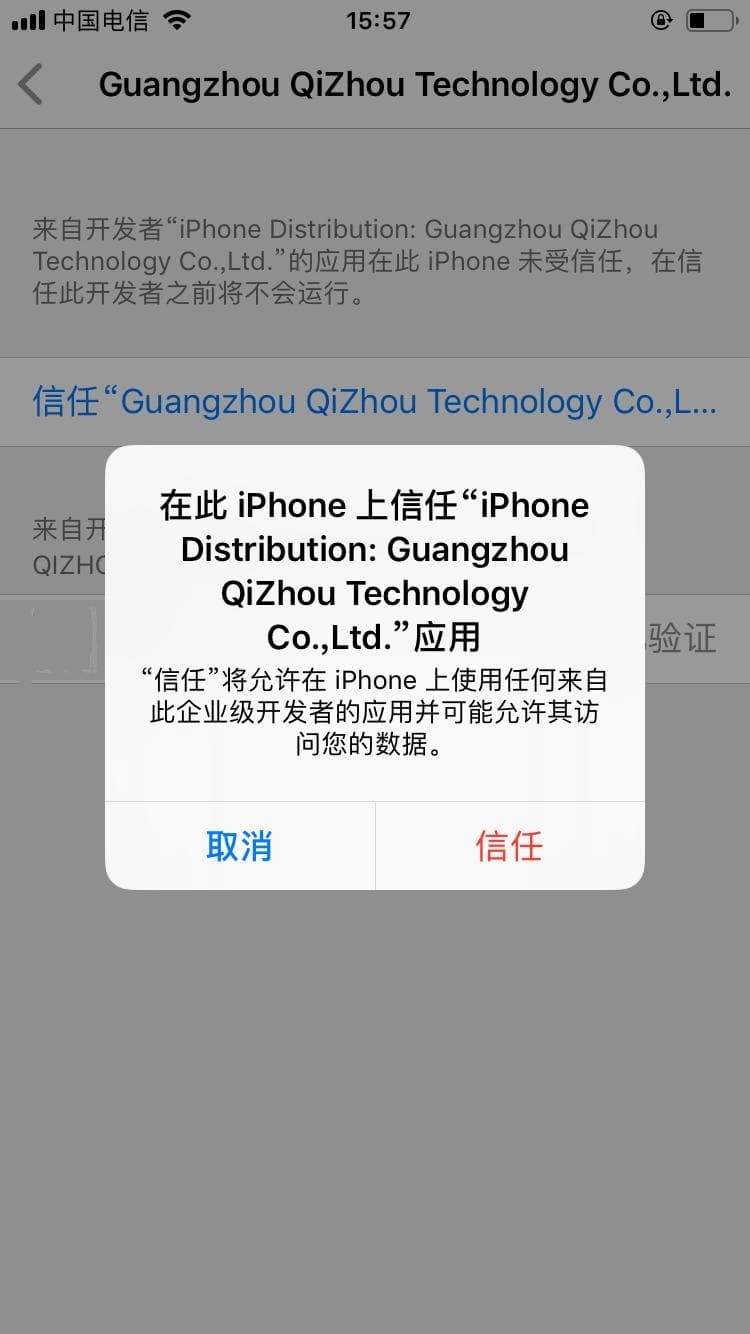 中国电信
15:57
Guangzhou QiZhou Technology Co.,Ltd.
来自开发者“iPhone Distribution: Guangzhou QiZhou
Technology Co.,Ltd.”的应用在此 iPhone 未受信任，在信
任此开发者之前将不会运行。
信任“Guangzhou QiZhou Technology Co.,L...
在此 iPhone 上信任“iPhone
Distribution: Guangzhou
QiZhou Technology
Co.,Ltd.”应用
“信任”将允许在 iPhone 上使用任何来自
此企业级开发者的应用并可能允许其访
问您的数据。
来自开
QIZHO
验证
取消
信任